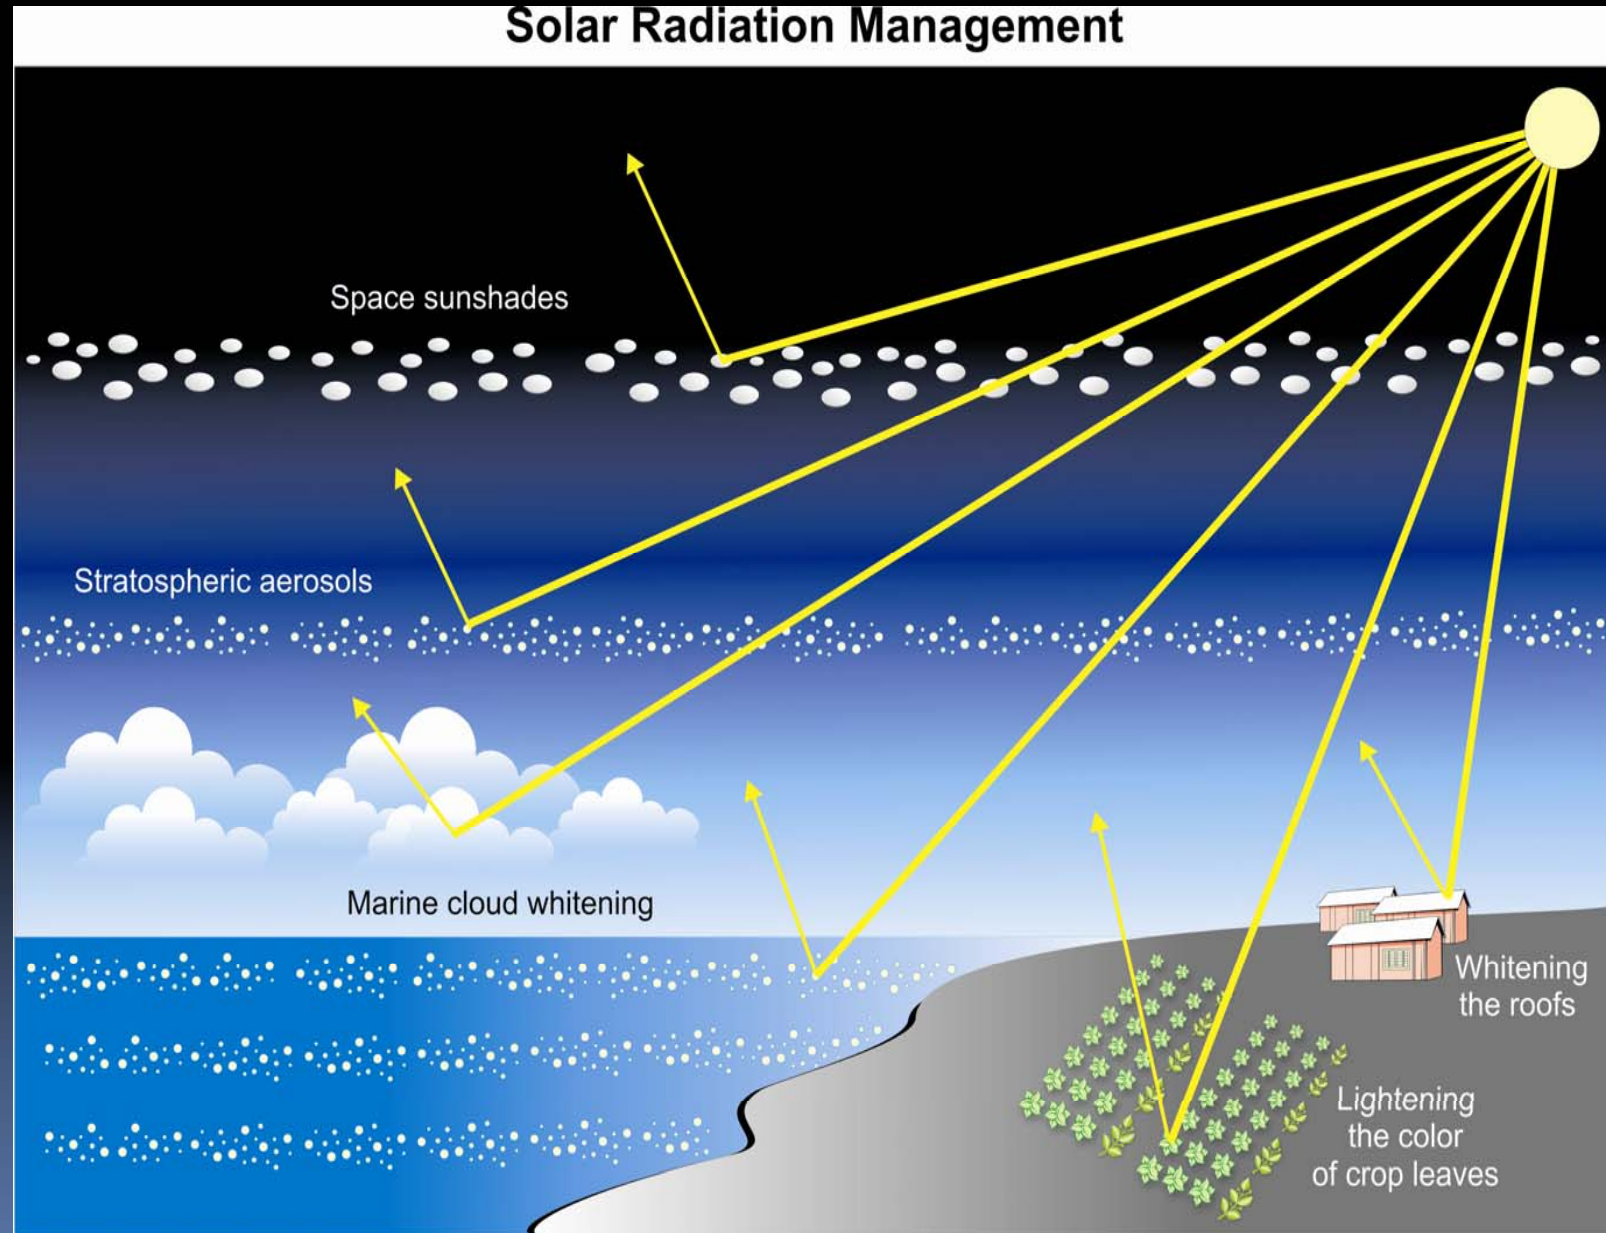 Solar Radiation Management
Space sunshades
Stratospheric aerosols
Marine cloud whitening
Whitening
the roofs
Lightening
the color
of crop leaves